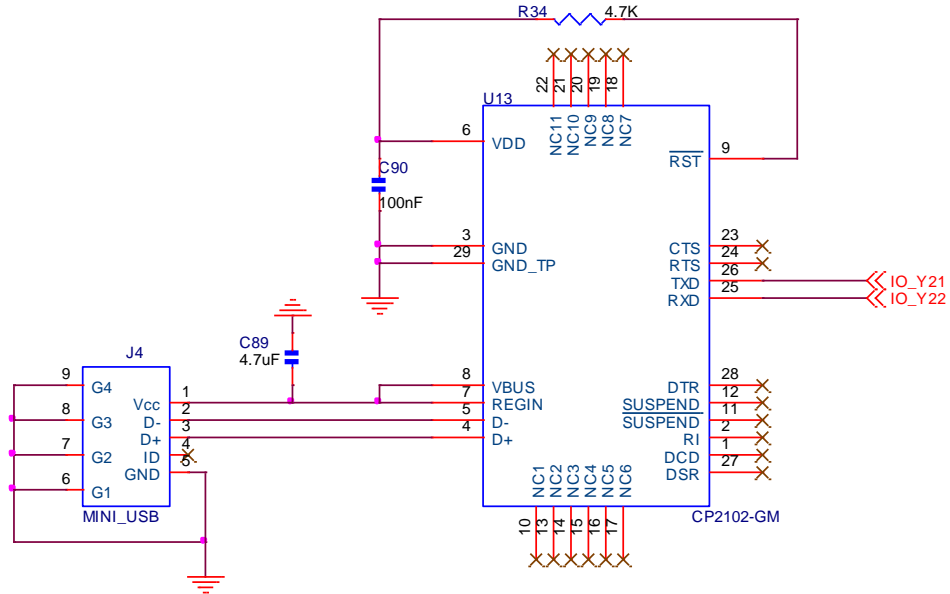 R34 4.7K
22 21 20 19 18
U13
NC11 NC10 NC9 NC8 NC7
6 VDD
9 RST
C90
100nF
3 GND
29 GND_TP
23 CTS
24 RTS
26 TXD IO_Y21
25 RXD IO_Y22
C89
4.7uF
J4
9 G4
8 G3
7 G2
6 G1
Vcc 1
D- 2
D+ 3
ID 4
GND 5
MINI_USB
8 VBUS
7 REGIN
5 D-
4 D+
DTR 28
SUSPEND 12
SUSPEND 11
RI 2
DCD 1
DSR 27
NC1 NC2 NC3 NC4 NC5 NC6
10 13 14 15 16 17
CP2102-GM